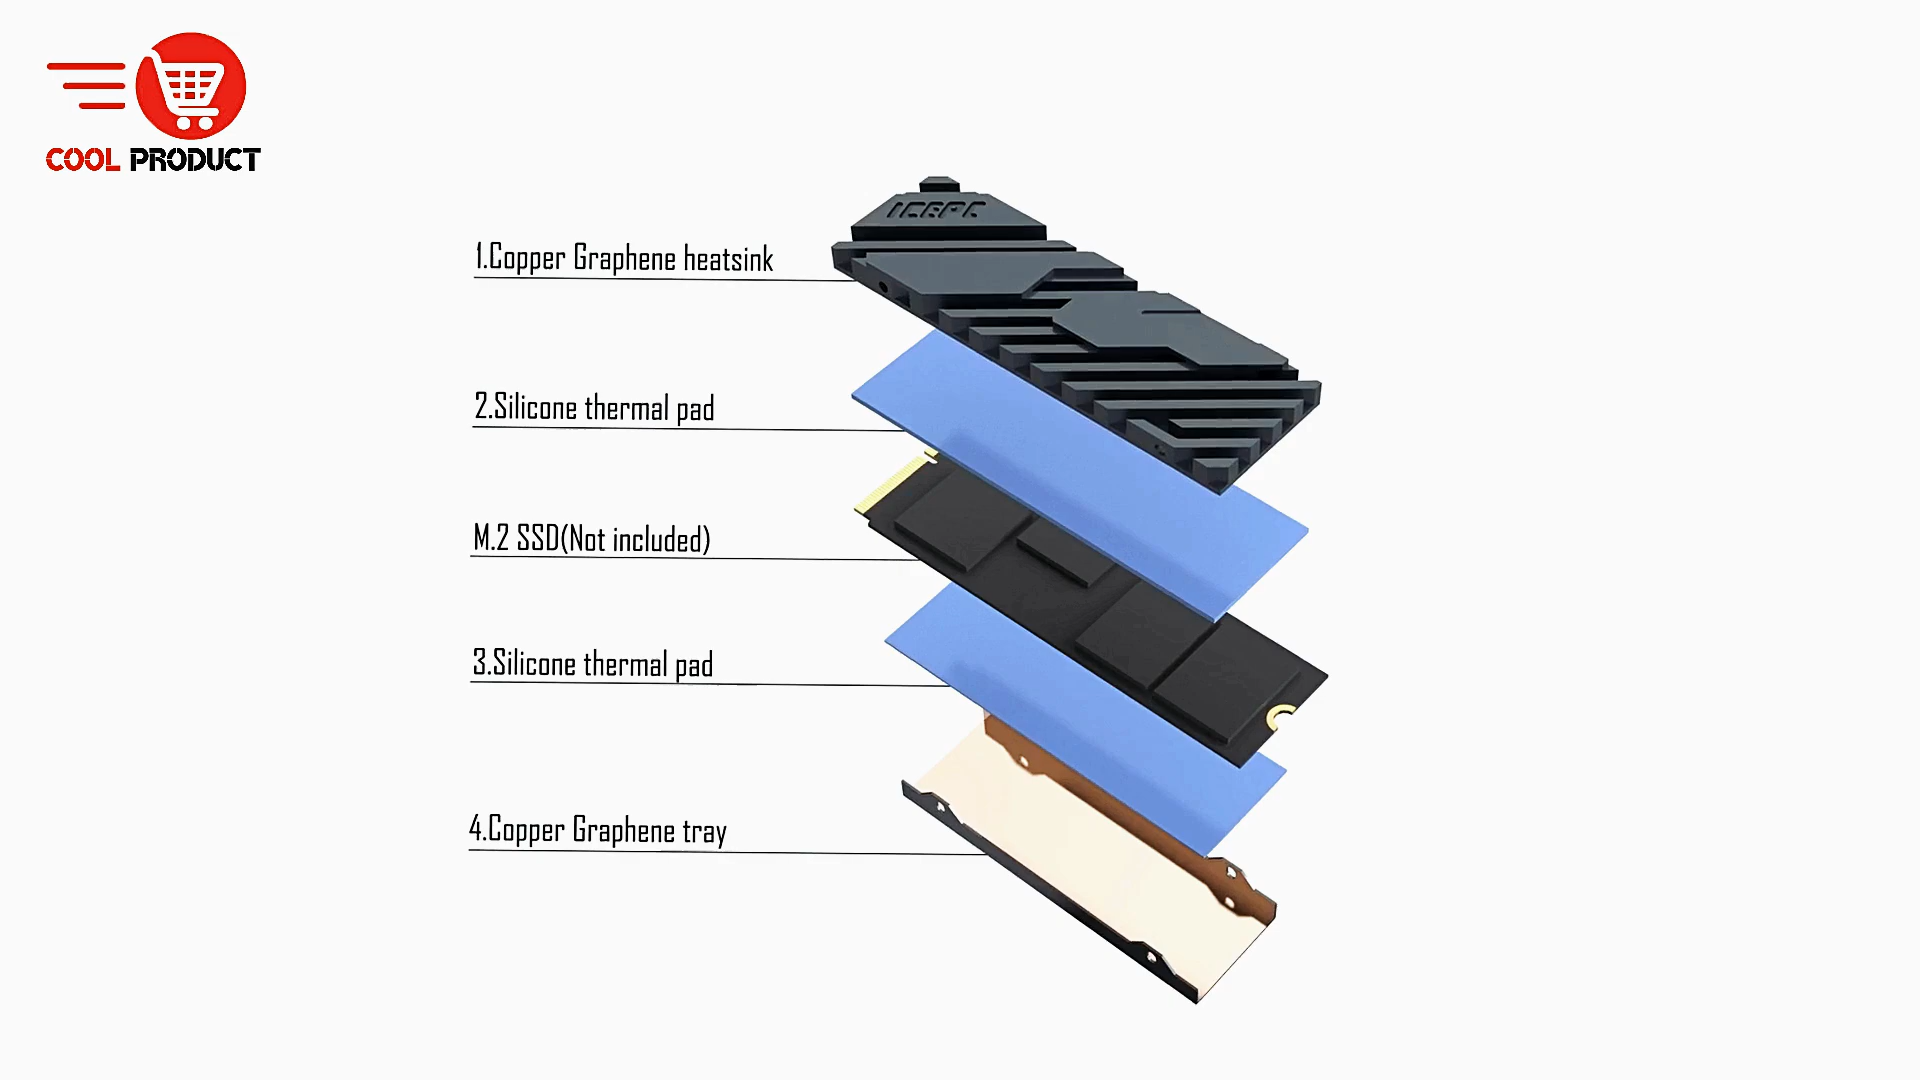 COOL PRODUCT
ICEPC
1.Copper Graphene heatsink
2.Silicone thermal pad
M.2 SSD(Not included)
3.Silicone thermal pad
4.Copper Graphene tray